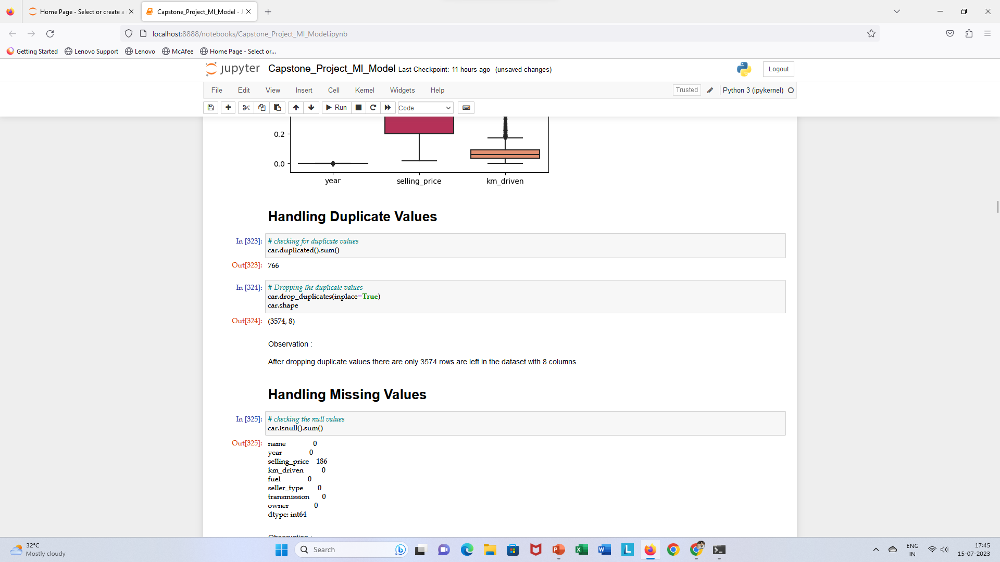 Home Page - Select or create a
Capstone_Project_Ml_Model - J
localhost:8888/notebooks/Capstone_Project_Ml_Model.ipynb
Getting Started
Lenovo Support
Lenovo
McAfee
Home Page - Select or...
jupyter
Capstone_Project_Ml_Model Last Checkpoint: 11 hours ago (unsaved changes)
Logout
File Edit View Insert Cell Kernel Widgets Help
Trusted
Python 3 (ipykernel)
Run
Code
0.2
0.0
year selling_price km_driven
Handling Duplicate Values
In [323]: # checking for duplicate values
car.duplicated().sum()
Out[323]: 766
In [324]: # Dropping the duplicate values
car.drop_duplicates(inplace=True)
car.shape
Out[324]: (3574, 8)
Observation :
After dropping duplicate values there are only 3574 rows are left in the dataset with 8 columns.
Handling Missing Values
In [325]: # checking the null values
car.isnull().sum()
Out[325]: name 0
year 0
selling_price 186
km_driven 0
fuel 0
seller_type 0
transmission 0
owner 0
dtype: int64
Observation :
32°C
Mostly cloudy
Search
ENG
IN
17:45
15-07-2023